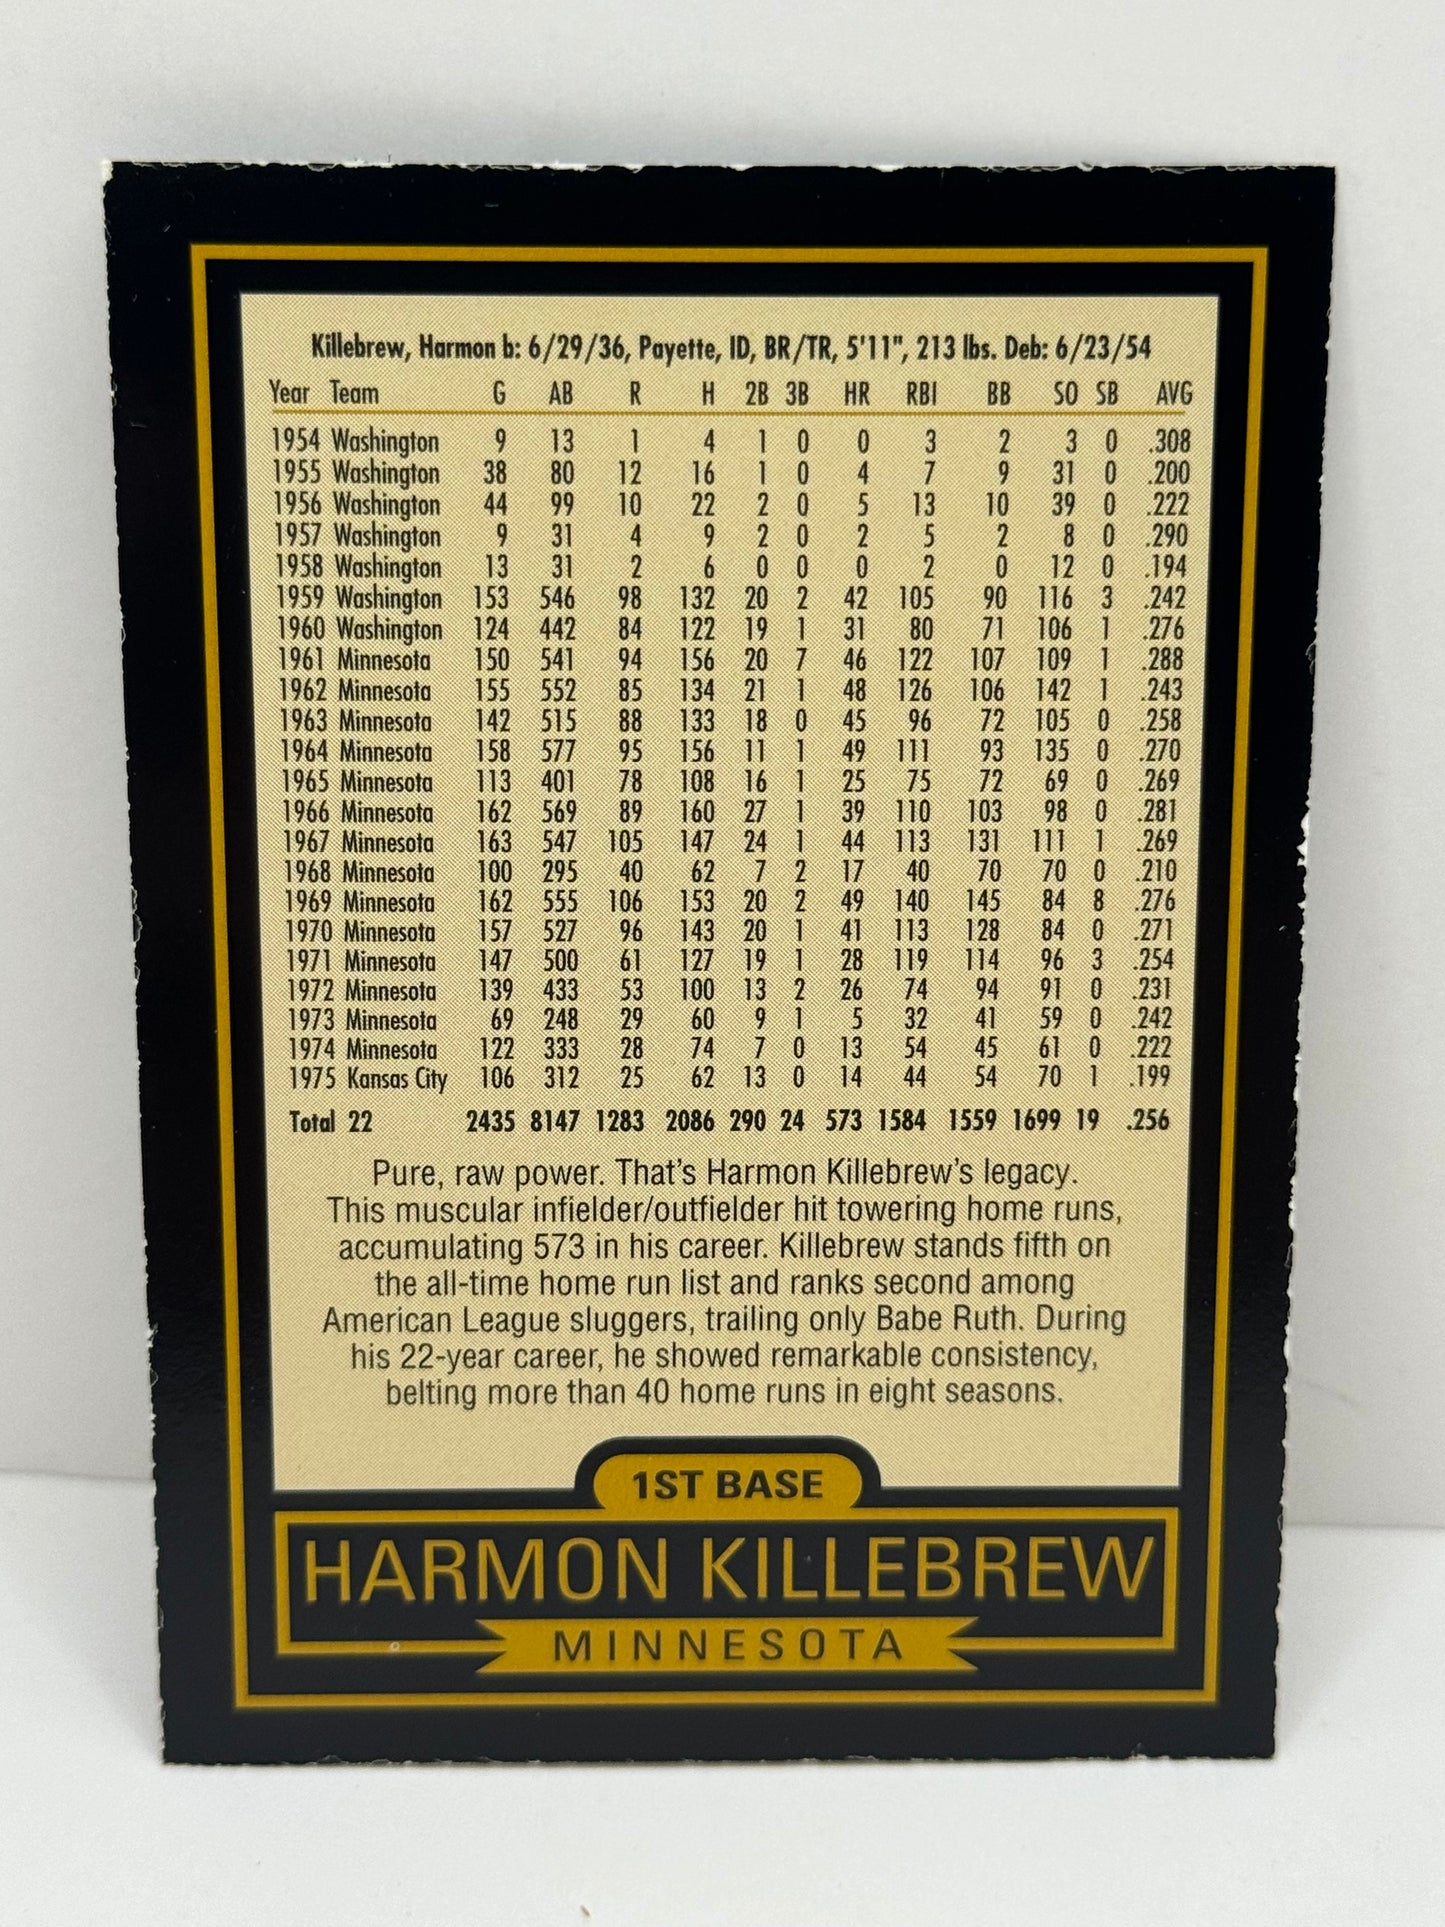 Killebrew, Harmon b: 6/29/36, Payette, ID, BR/TR, 5'11", 213 lbs. Deb: 6/23/54
Year Team G AB R H 2B 3B HR RBI BB SO SB AVG
1954 Washington 9 13 1 4 1 0 0 3 2 3 0 .308
1955 Washington 38 80 12 16 1 0 4 7 9 31 0 .200
1956 Washington 44 99 10 22 2 0 5 13 10 39 0 .222
1957 Washington 9 31 4 9 2 0 2 5 2 8 0 .290
1958 Washington 13 31 2 6 0 0 0 2 0 12 0 .194
1959 Washington 153 546 98 132 20 2 42 105 90 116 3 .242
1960 Washington 124 442 84 122 19 1 31 80 71 106 1 .276
1961 Minnesota 150 541 94 156 20 7 46 122 107 109 1 .288
1962 Minnesota 155 552 85 134 21 1 48 126 106 142 1 .243
1963 Minnesota 142 515 88 133 18 0 45 96 72 105 0 .258
1964 Minnesota 158 577 95 156 11 1 49 111 93 135 0 .270
1965 Minnesota 113 401 78 108 16 1 25 75 72 69 0 .269
1966 Minnesota 162 569 89 160 27 1 39 110 103 98 0 .281
1967 Minnesota 163 547 105 147 24 1 44 113 131 111 1 .269
1968 Minnesota 100 295 40 62 7 2 17 40 70 70 0 .210
1969 Minnesota 162 555 106 153 20 2 49 140 145 84 8 .276
1970 Minnesota 157 527 96 143 20 1 41 113 128 84 0 .271
1971 Minnesota 147 500 61 127 19 1 28 119 114 96 3 .254
1972 Minnesota 139 433 53 100 13 2 26 74 94 91 0 .231
1973 Minnesota 69 248 29 60 9 1 5 32 41 59 0 .242
1974 Minnesota 122 333 28 74 7 0 13 54 45 61 0 .222
1975 Kansas City 106 312 25 62 13 0 14 44 54 70 1 .199
Total 22 2435 8147 1283 2086 290 24 573 1584 1559 1699 19 .256
Pure, raw power. That's Harmon Killebrew's legacy.
This muscular infielder/outfielder hit towering home runs,
accumulating 573 in his career. Killebrew stands fifth on
the all-time home run list and ranks second among
American League sluggers, trailing only Babe Ruth. During
his 22-year career, he showed remarkable consistency,
belting more than 40 home runs in eight seasons.
1ST BASE
HARMON KILLEBREW
MINNESOTA